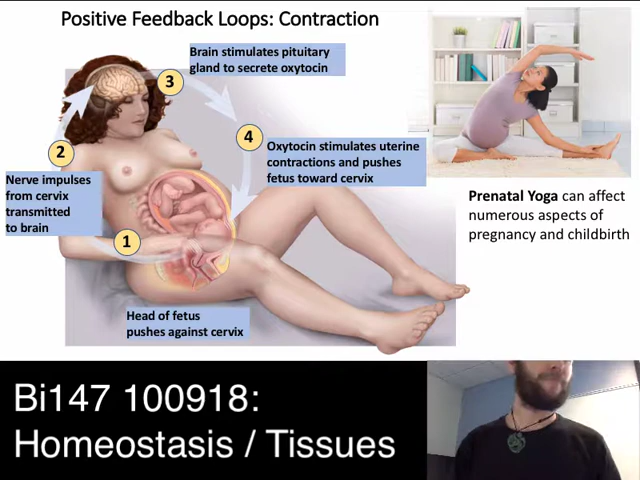 Positive Feedback Loops: Contraction
3
Brain stimulates pituitary
gland to secrete oxytocin
4
Oxytocin stimulates uterine
contractions and pushes
fetus toward cervix
2
Nerve impulses
from cervix
transmitted
to brain
1
Head of fetus
pushes against cervix
Prenatal Yoga can affect
numerous aspects of
pregnancy and childbirth
Bi147 100918:
Homeostasis / Tissues